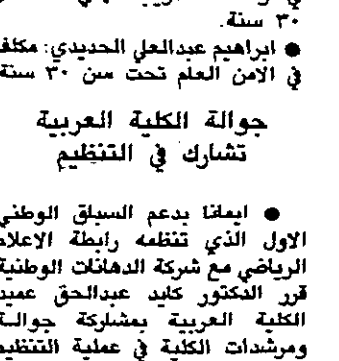 ٣٠ سنة.
● ابراهيم عبدالعلي الحديدي: مكلف
في الامن العام تحت سن ٣٠ سنة
جوالة الكلية العربية
تشارك في التنظيم
● ايمانا بدعم السباق الوطني
الاول الذي تنظمه رابطة الاعلام
الرياضي مع شركة الدهانات الوطنية
قرر الدكتور كايد عبدالحق عميد
الكلية العربية بمشاركة جوالة
ومرشدات الكلية في عملية التنظيم